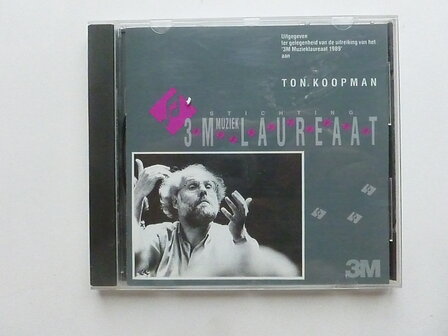 Uitgegeven
ter gelegenheid van de uitreiking van het
'3M Muzieklaureaat 1989'
aan
TON KOOPMAN
STICHTING
3M MUZIEK LAUREAAT
3M